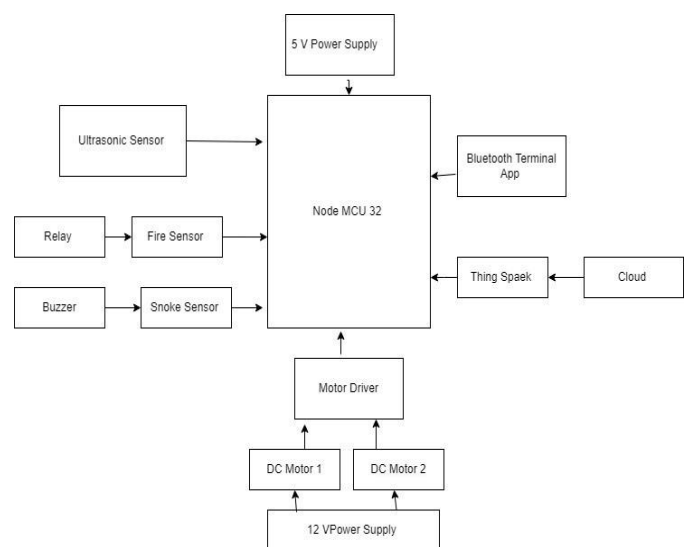 5 V Power Supply
Ultrasonic Sensor
Bluetooth Terminal
App
Node MCU 32
Relay
Fire Sensor
Thing Spaek
Cloud
Buzzer
Snoke Sensor
Motor Driver
DC Motor 1
DC Motor 2
12 VPower Supply